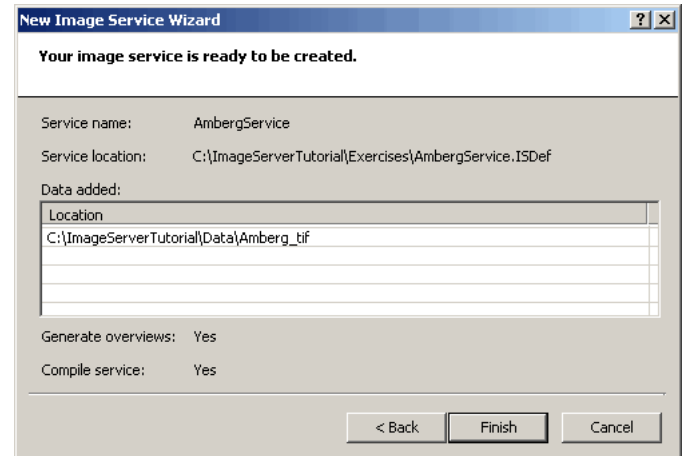 New Image Service Wizard
Your image service is ready to be created.
Service name: AmbergService
Service location: C:\ImageServerTutorial\Exercises\AmbergService.ISDef
Data added:
Location
C:\ImageServerTutorial\Data\Amberg_tif
Generate overviews: Yes
Compile service: Yes
< Back Finish Cancel